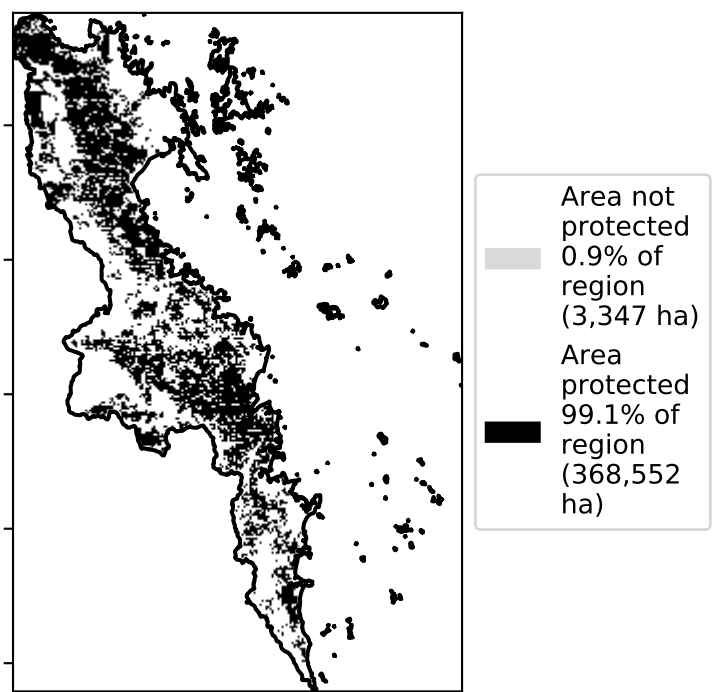 Area not
protected
0.9% of
region
(3,347 ha)
Area
protected
99.1% of
region
(368,552
ha)